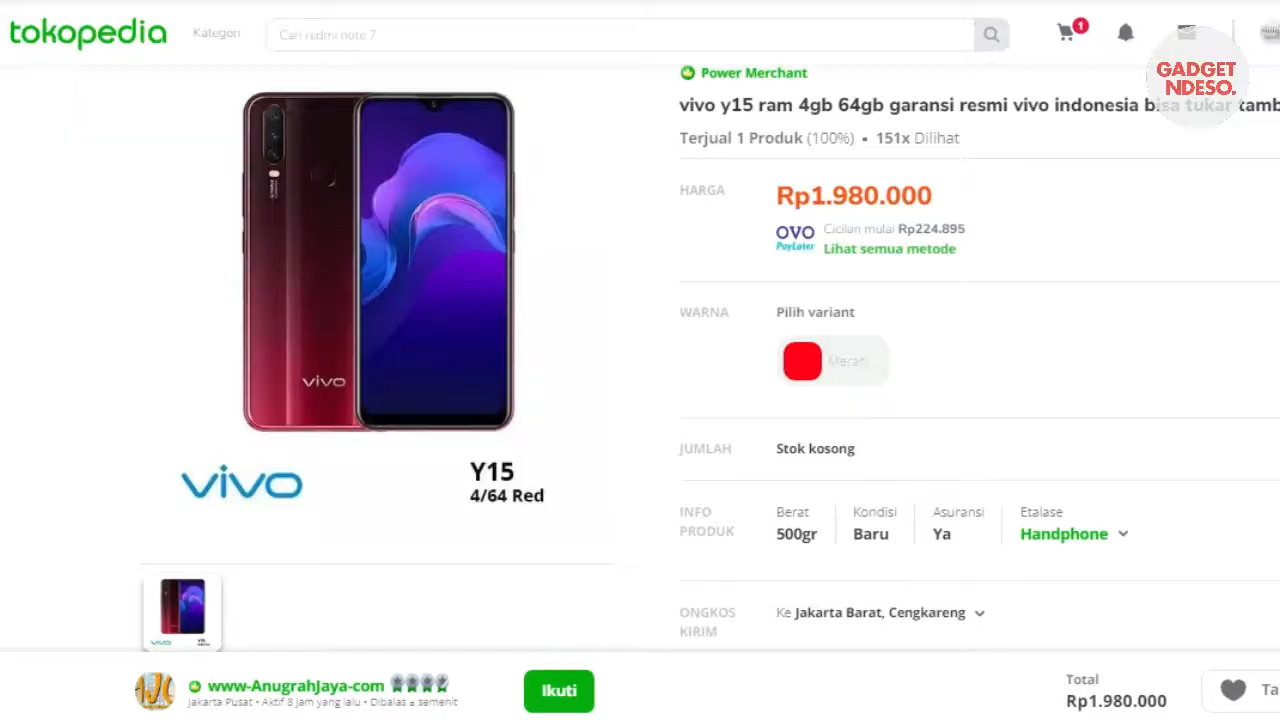 tokopedia
Kategori
Cari redmi note 7
1
GADGET
NDESO.
Power Merchant
vivo y15 ram 4gb 64gb garansi resmi vivo indonesia bisa tukar tamb
Terjual 1 Produk (100%) • 151x Dilihat
HARGA
Rp1.980.000
OVO
PayLater
Cicilan mulai Rp224.895
Lihat semua metode
WARNA
Pilih variant
Merah
vivo
JUMLAH
Stok kosong
vivo
Y15
4/64 Red
INFO
PRODUK
Berat
500gr
Kondisi
Baru
Asuransi
Ya
Etalase
Handphone
ONGKOS
KIRIM
Ke Jakarta Barat, Cengkareng
vivo
www-AnugrahJaya-com
Jakarta Pusat • Aktif 8 jam yang lalu • Dibalas ± semenit
Ikuti
Total
Rp1.980.000
Ta